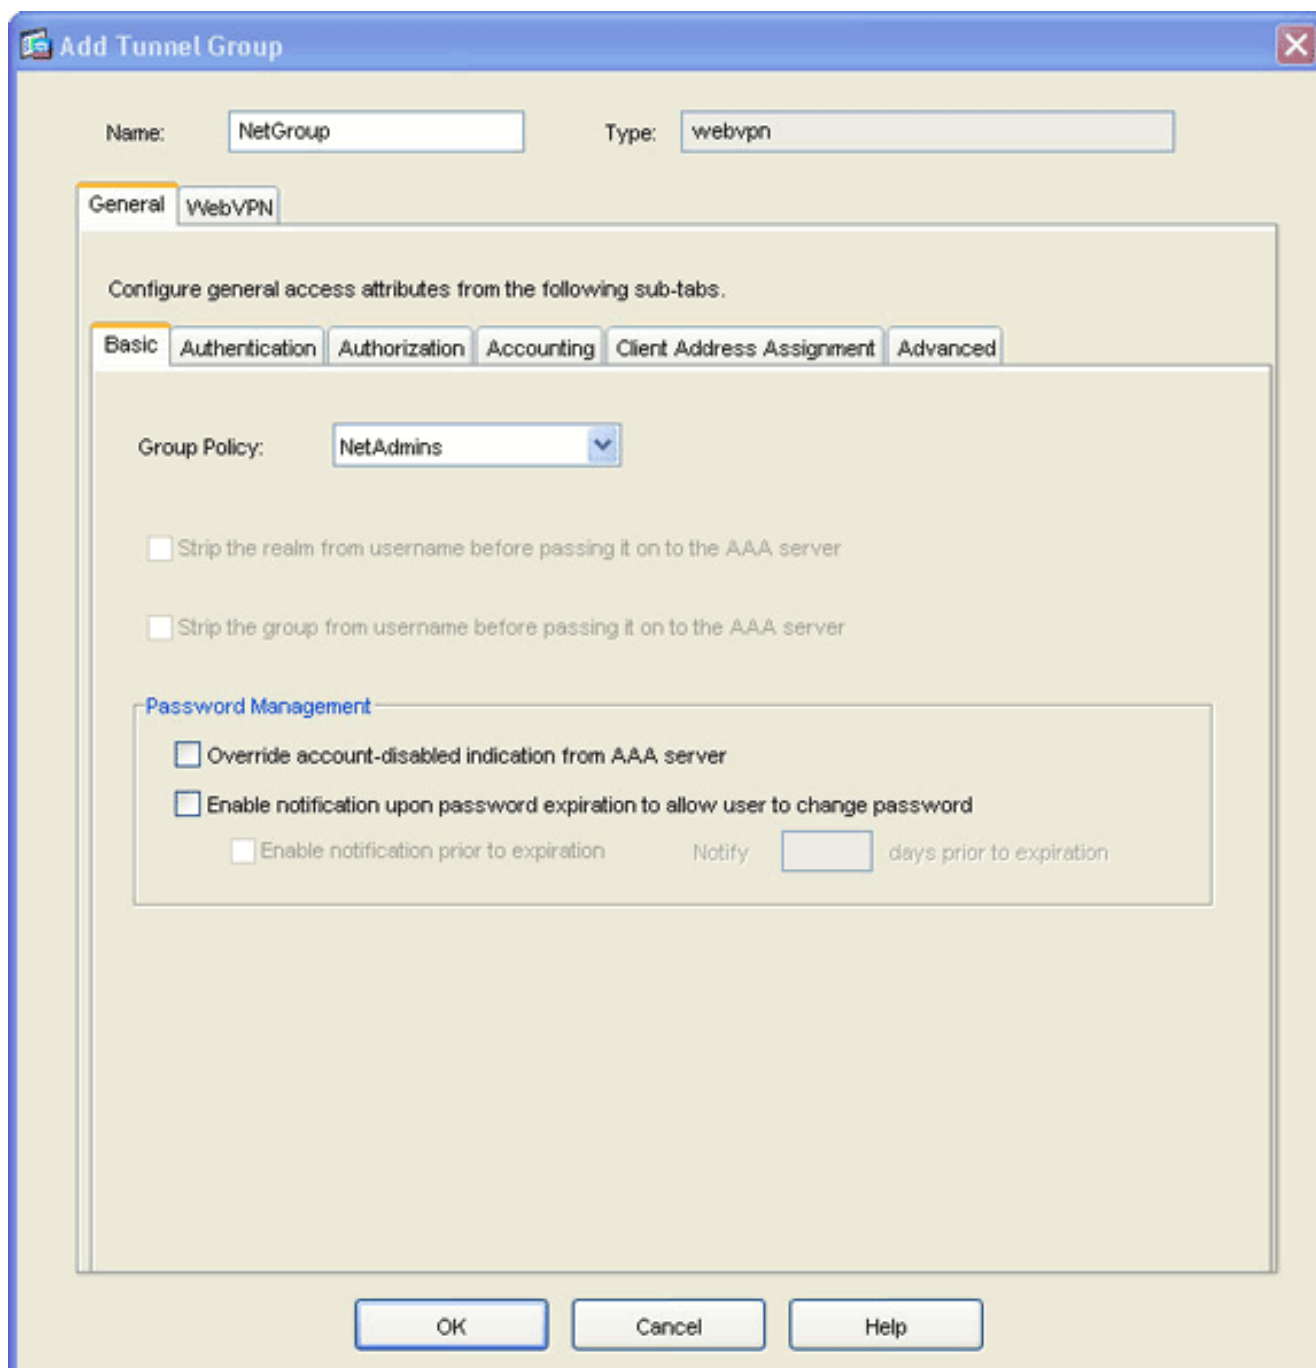 Add Tunnel Group
Name: NetGroup Type: webvpn
General WebVPN
Configure general access attributes from the following sub-tabs.
Basic Authentication Authorization Accounting Client Address Assignment Advanced
Group Policy: NetAdmins
Strip the realm from username before passing it on to the AAA server
Strip the group from username before passing it on to the AAA server
Password Management
Override account-disabled indication from AAA server
Enable notification upon password expiration to allow user to change password
Enable notification prior to expiration Notify days prior to expiration
OK Cancel Help